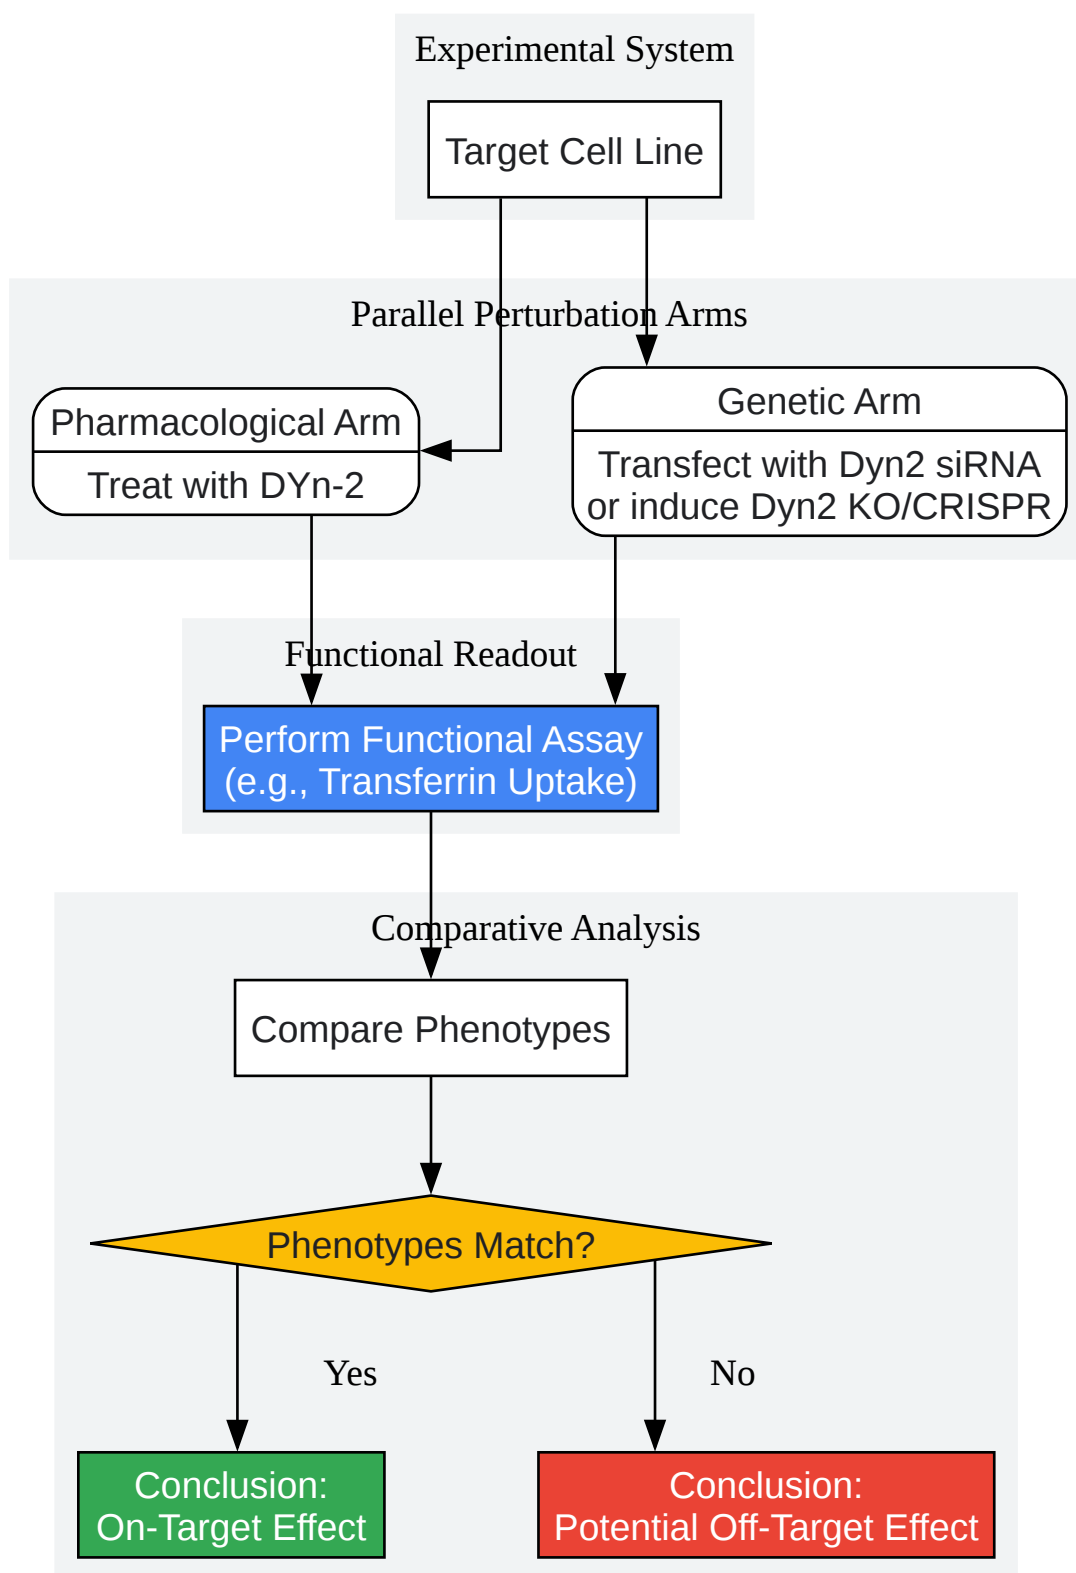 Experimental System
Target Cell Line
Parallel Perturbation Arms
Pharmacological Arm
Treat with DYn-2
Genetic Arm
Transfect with Dyn2 siRNA
or induce Dyn2 KO/CRISPR
Functional Readout
Perform Functional Assay
(e.g., Transferrin Uptake)
Comparative Analysis
Compare Phenotypes
Phenotypes Match?
Yes
No
Conclusion:
On-Target Effect
Conclusion:
Potential Off-Target Effect